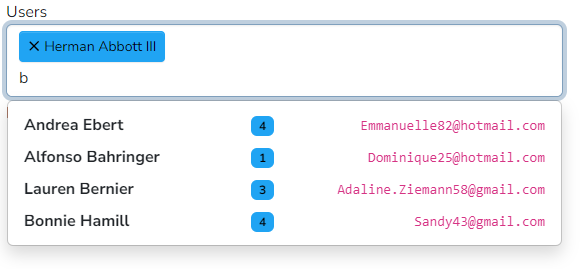 Users
× Herman Abbott III
b
Andrea Ebert 4 Emmanuelle82@hotmail.com
Alfonso Bahringer 1 Dominique25@hotmail.com
Lauren Bernier 3 Adaline.Ziemann58@gmail.com
Bonnie Hamill 4 Sandy43@gmail.com